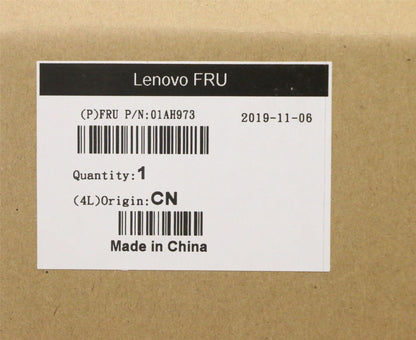 Lenovo FRU
(P)FRU P/N:01AH973 2019-11-06
Quantity:1
(4L)Origin:CN
Made in China